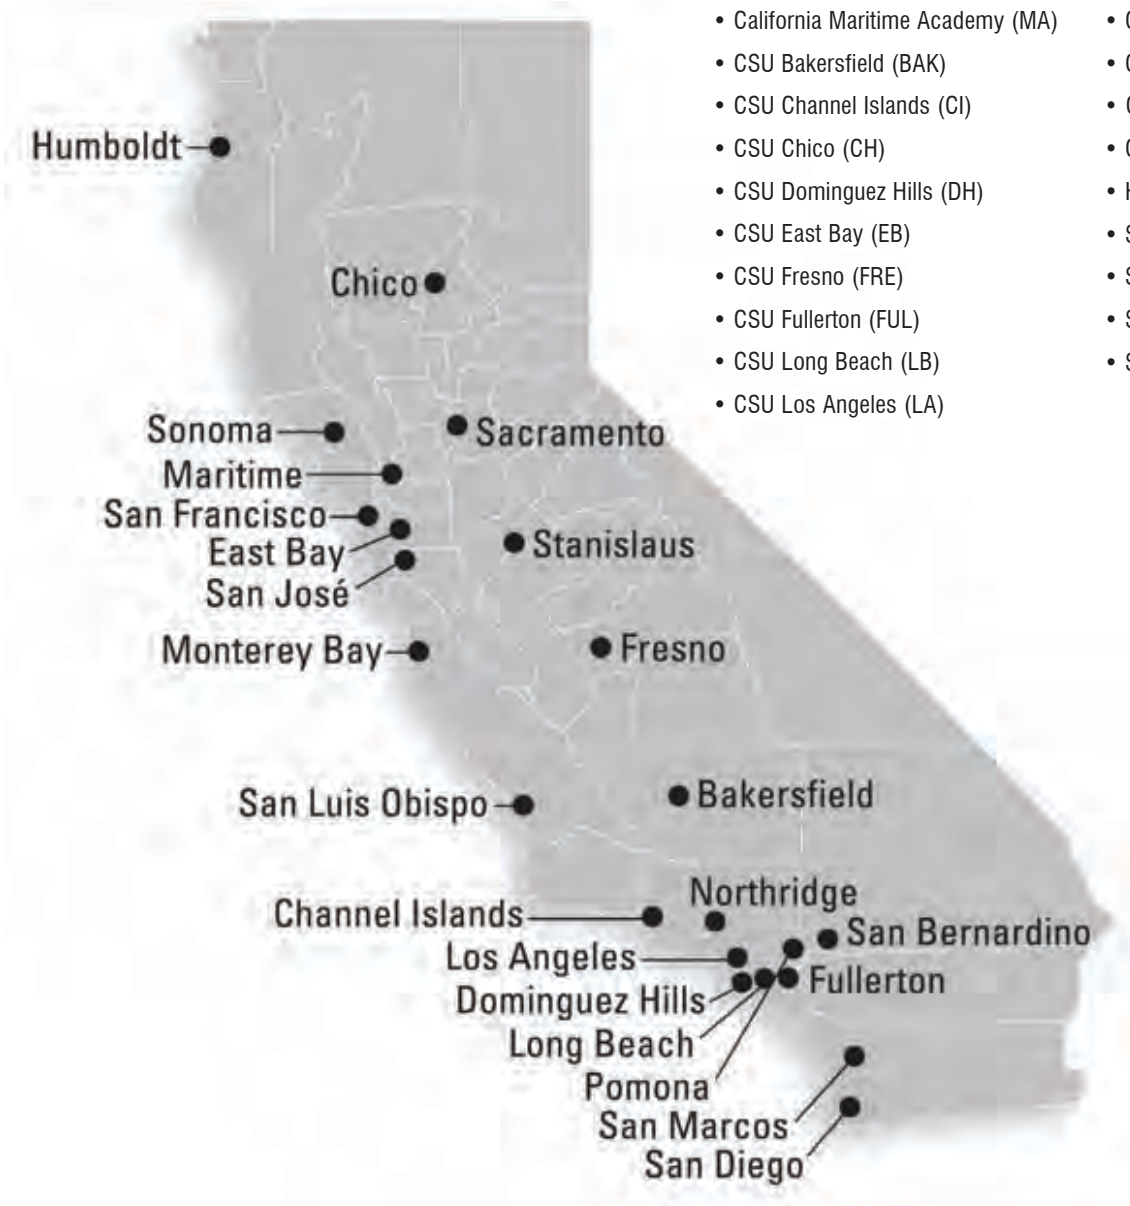 • California Maritime Academy (MA)
• CSU Bakersfield (BAK)
• CSU Channel Islands (CI)
• CSU Chico (CH)
• CSU Dominguez Hills (DH)
• CSU East Bay (EB)
• CSU Fresno (FRE)
• CSU Fullerton (FUL)
• CSU Long Beach (LB)
• CSU Los Angeles (LA)
Humboldt
Chico
Sonoma
Sacramento
Maritime
San Francisco
East Bay
Stanislaus
San José
Monterey Bay
Fresno
San Luis Obispo
Bakersfield
Northridge
Channel Islands
San Bernardino
Los Angeles
Fullerton
Dominguez Hills
Long Beach
Pomona
San Marcos
San Diego